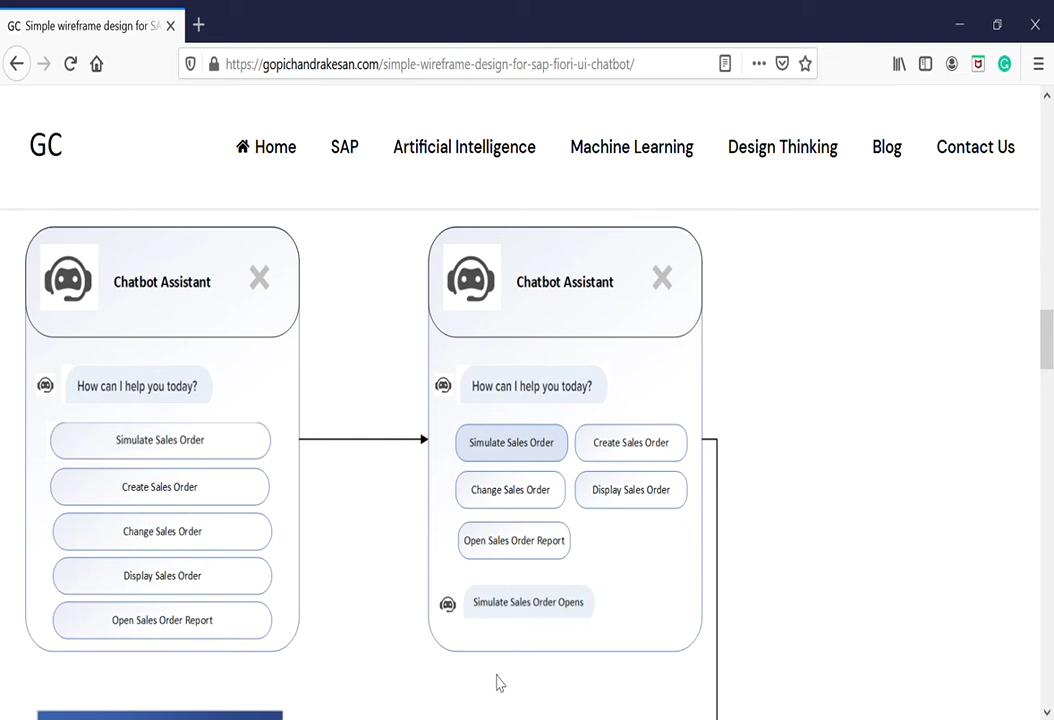 GC Simple wireframe design for SA
https://gopichandrakesan.com/simple-wireframe-design-for-sap-fiori-ui-chatbot/
GC
Home SAP Artificial Intelligence Machine Learning Design Thinking Blog Contact Us
Chatbot Assistant
How can I help you today?
Simulate Sales Order
Create Sales Order
Change Sales Order
Display Sales Order
Open Sales Order Report
Chatbot Assistant
How can I help you today?
Simulate Sales Order Create Sales Order
Change Sales Order Display Sales Order
Open Sales Order Report
Simulate Sales Order Opens